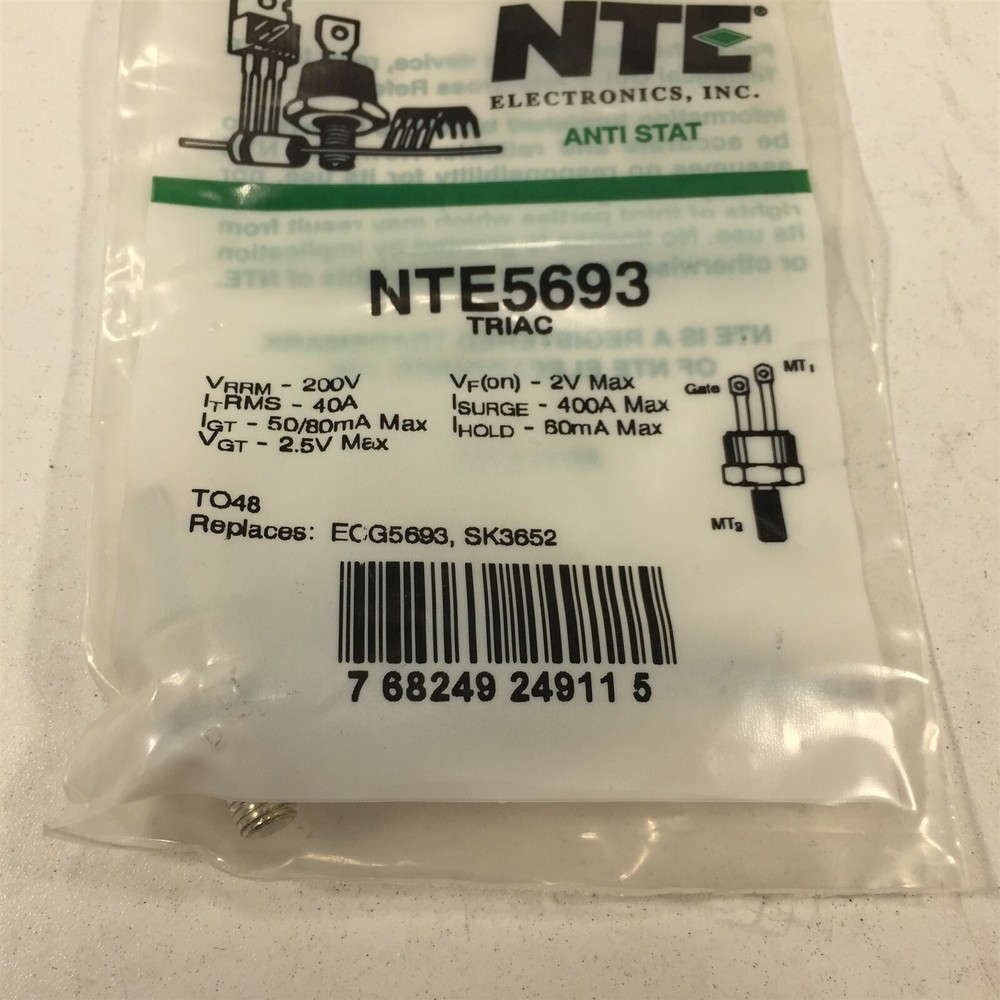 NTE®
ELECTRONICS, INC.
ANTI STAT
NTE5693
TRIAC
VRRM - 200V
ITRMS - 40A
IGT - 50/80mA Max
VGT - 2.5V Max
VF(on) - 2V Max
ISURGE - 400A Max
IHOLD - 60mA Max
Gate
MT1
MT2
TO48
Replaces: ECG5693, SK3652
7 68249 24911 5